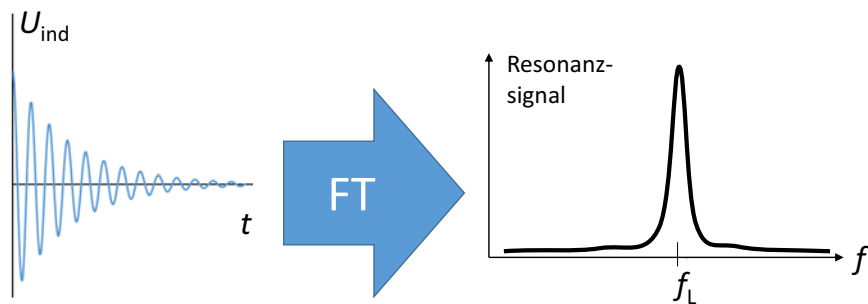 U_ind
t
FT
Resonanz-
signal
f
f_L